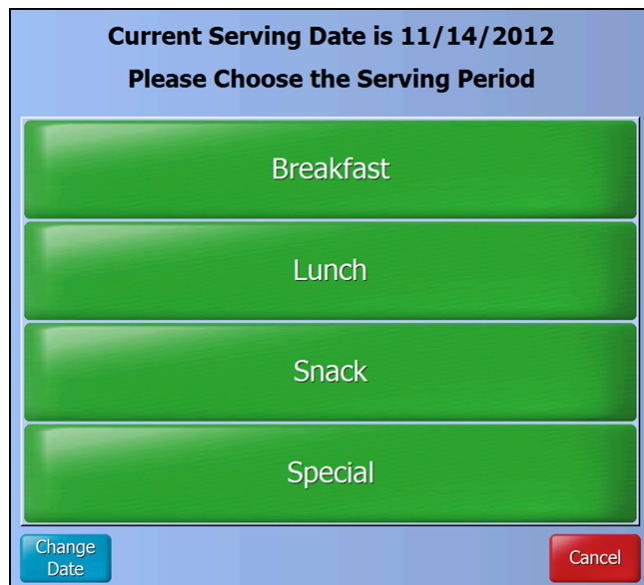 Current Serving Date is 11/14/2012
Please Choose the Serving Period
Breakfast
Lunch
Snack
Special
Change
Date
Cancel